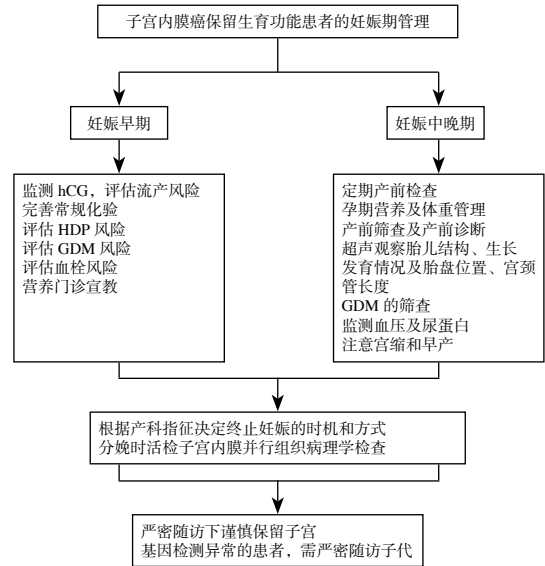 子宫内膜癌保留生育功能患者的妊娠期管理
妊娠早期
妊娠中晚期
监测 hCG，评估流产风险
完善常规化验
评估 HDP 风险
评估 GDM 风险
评估血栓风险
营养门诊宣教
定期产前检查
孕期营养及体重管理
产前筛查及产前诊断
超声观察胎儿结构、生长
发育情况及胎盘位置、宫颈
管长度
GDM 的筛查
监测血压及尿蛋白
注意宫缩和早产
根据产科指征决定终止妊娠的时机和方式
分娩时活检子宫内膜并行组织病理学检查
严密随访下谨慎保留子宫
基因检测异常的患者，需严密随访子代